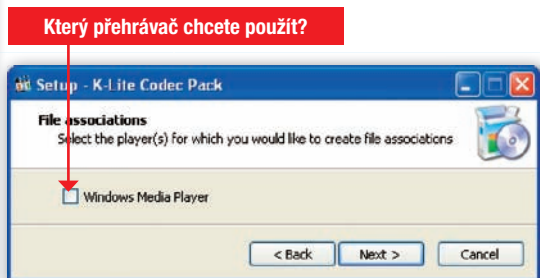 Který přehrávač chcete použít?
Setup - K-Lite Codec Pack
File associations
Select the player(s) for which you would like to create file associations
Windows Media Player
< Back Next > Cancel